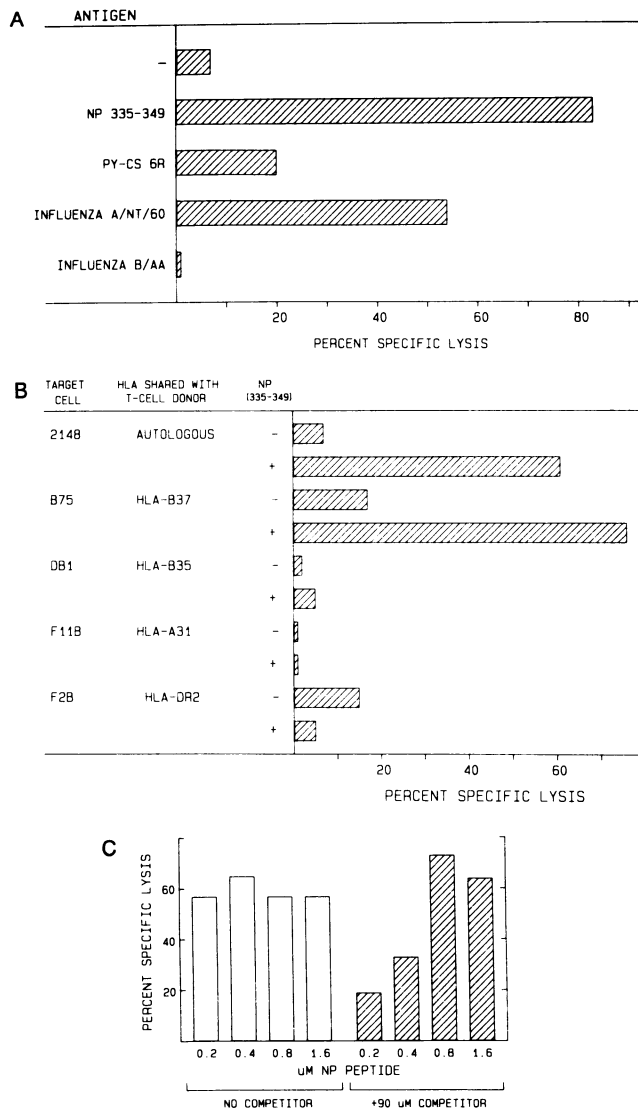 A
ANTIGEN
-
NP 335-349
PY-CS 6R
INFLUENZA A/NT/60
INFLUENZA B/AA
20 40 60 80
PERCENT SPECIFIC LYSIS
B
TARGET CELL HLA SHARED WITH T-CELL DONOR NP (335-349)
2148 AUTOLOGOUS -
+
B75 HLA-B37 -
+
DB1 HLA-B35 -
+
F11B HLA-A31 -
+
F2B HLA-DR2 -
+
20 40 60
PERCENT SPECIFIC LYSIS
C
PERCENT SPECIFIC LYSIS
60
40
20
0.2 0.4 0.8 1.6 0.2 0.4 0.8 1.6
uM NP PEPTIDE
NO COMPETITOR +90 uM COMPETITOR